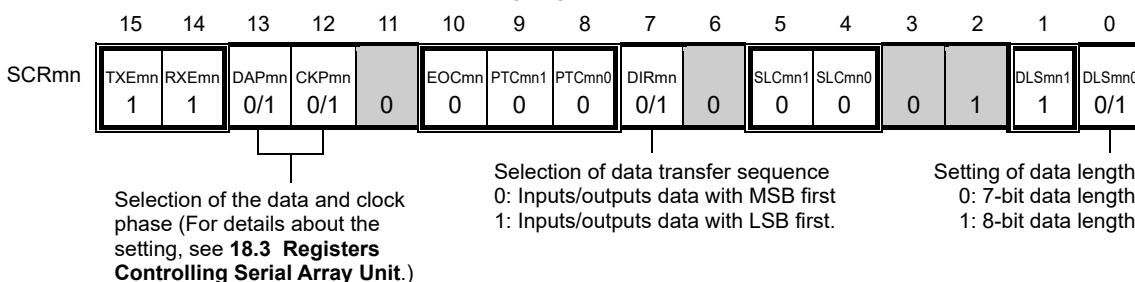 15 14 13 12 11 10 9 8 7 6 5 4 3 2 1 0
SCRmn TXEmn RXEmn DAPmn CKPmn EOCmn PTCmn1 PTCmn0 DIRmn SLCmn1 SLCmn0 DLSmn1 DLSmn0
1 1 0/1 0/1 0 0 0 0 0/1 0 0 0 0 1 1 0/1
Selection of the data and clock
phase (For details about the
setting, see 18.3 Registers
Controlling Serial Array Unit.)
Selection of data transfer sequence
0: Inputs/outputs data with MSB first
1: Inputs/outputs data with LSB first.
Setting of data length
0: 7-bit data length
1: 8-bit data length